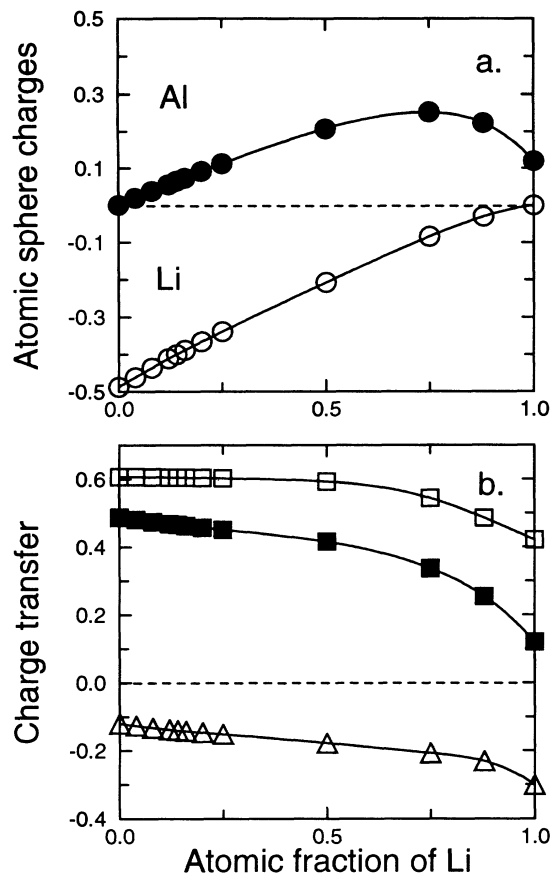 Atomic sphere charges
0.5
0.3
0.1
-0.1
-0.3
-0.5
a.
Al
Li
0.0 0.5 1.0
Charge transfer
0.6
0.4
0.2
0.0
-0.2
-0.4
b.
0.0 0.5 1.0
Atomic fraction of Li